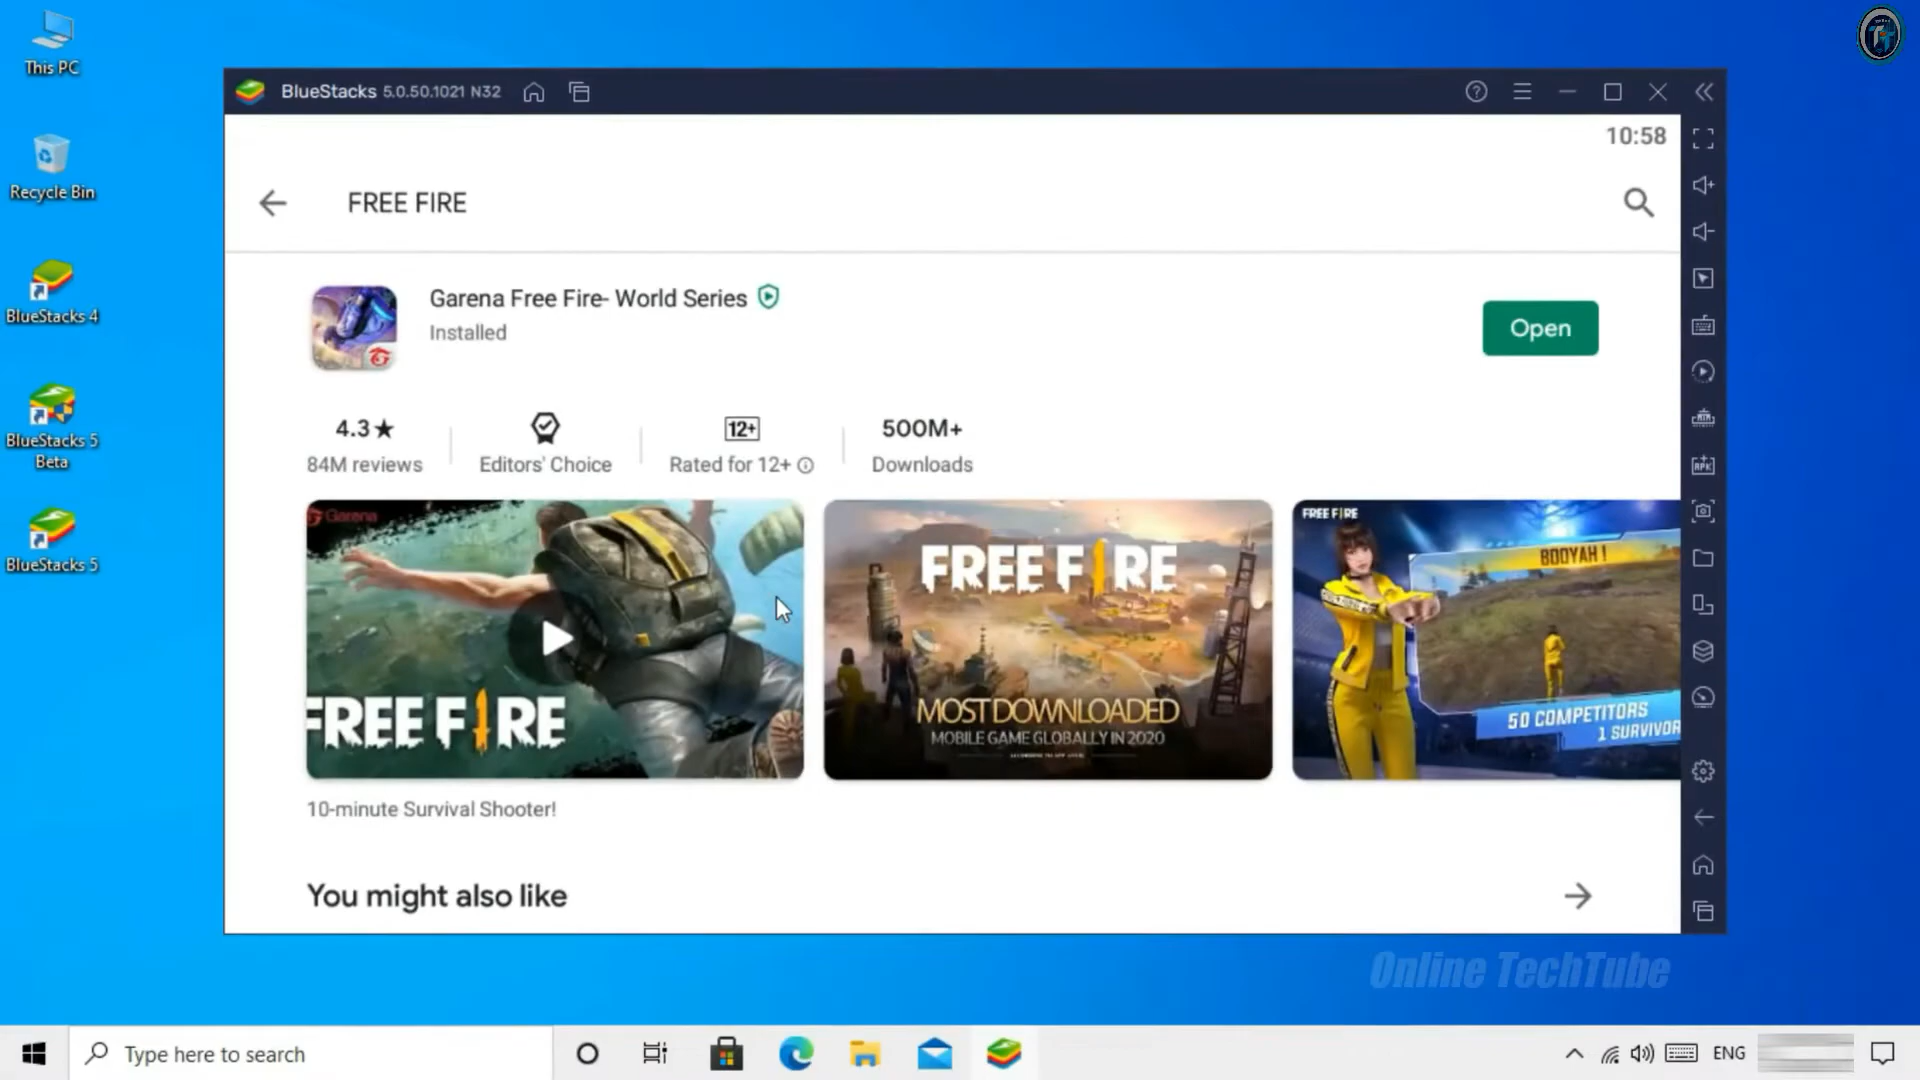 This PC
Recycle Bin
BlueStacks 4
BlueStacks 5
Beta
BlueStacks 5
BlueStacks 5.0.50.1021 N32
10:58
FREE FIRE
Garena Free Fire- World Series
Installed
Open
4.3★
84M reviews
Editors' Choice
12+
Rated for 12+
500M+
Downloads
Garena
FREE FIRE
FREE FIRE
MOST DOWNLOADED
MOBILE GAME GLOBALLY IN 2020
FREE FIRE
BOOYAH !
50 COMPETITORS
1 SURVIVOR
10-minute Survival Shooter!
You might also like
APK
Online TechTube
Type here to search
ENG